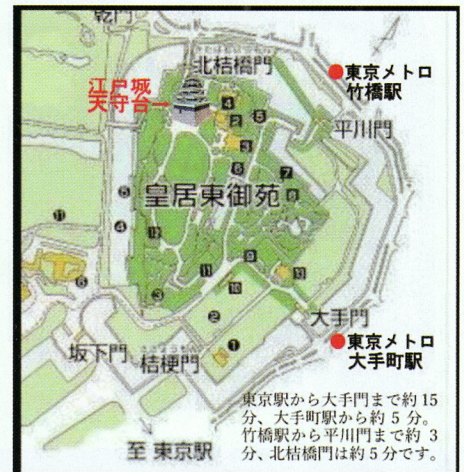 乾門
北桔橋門
●東京メトロ
竹橋駅
江戸城
天守台→
平川門
皇居東御苑
大手門
●東京メトロ
大手町駅
坂下門
桔梗門
東京駅から大手門まで約 15
分、大手町駅から約 5 分。
竹橋駅から平川門まで約 3
分、北桔橋門は約５分です。
至 東京駅